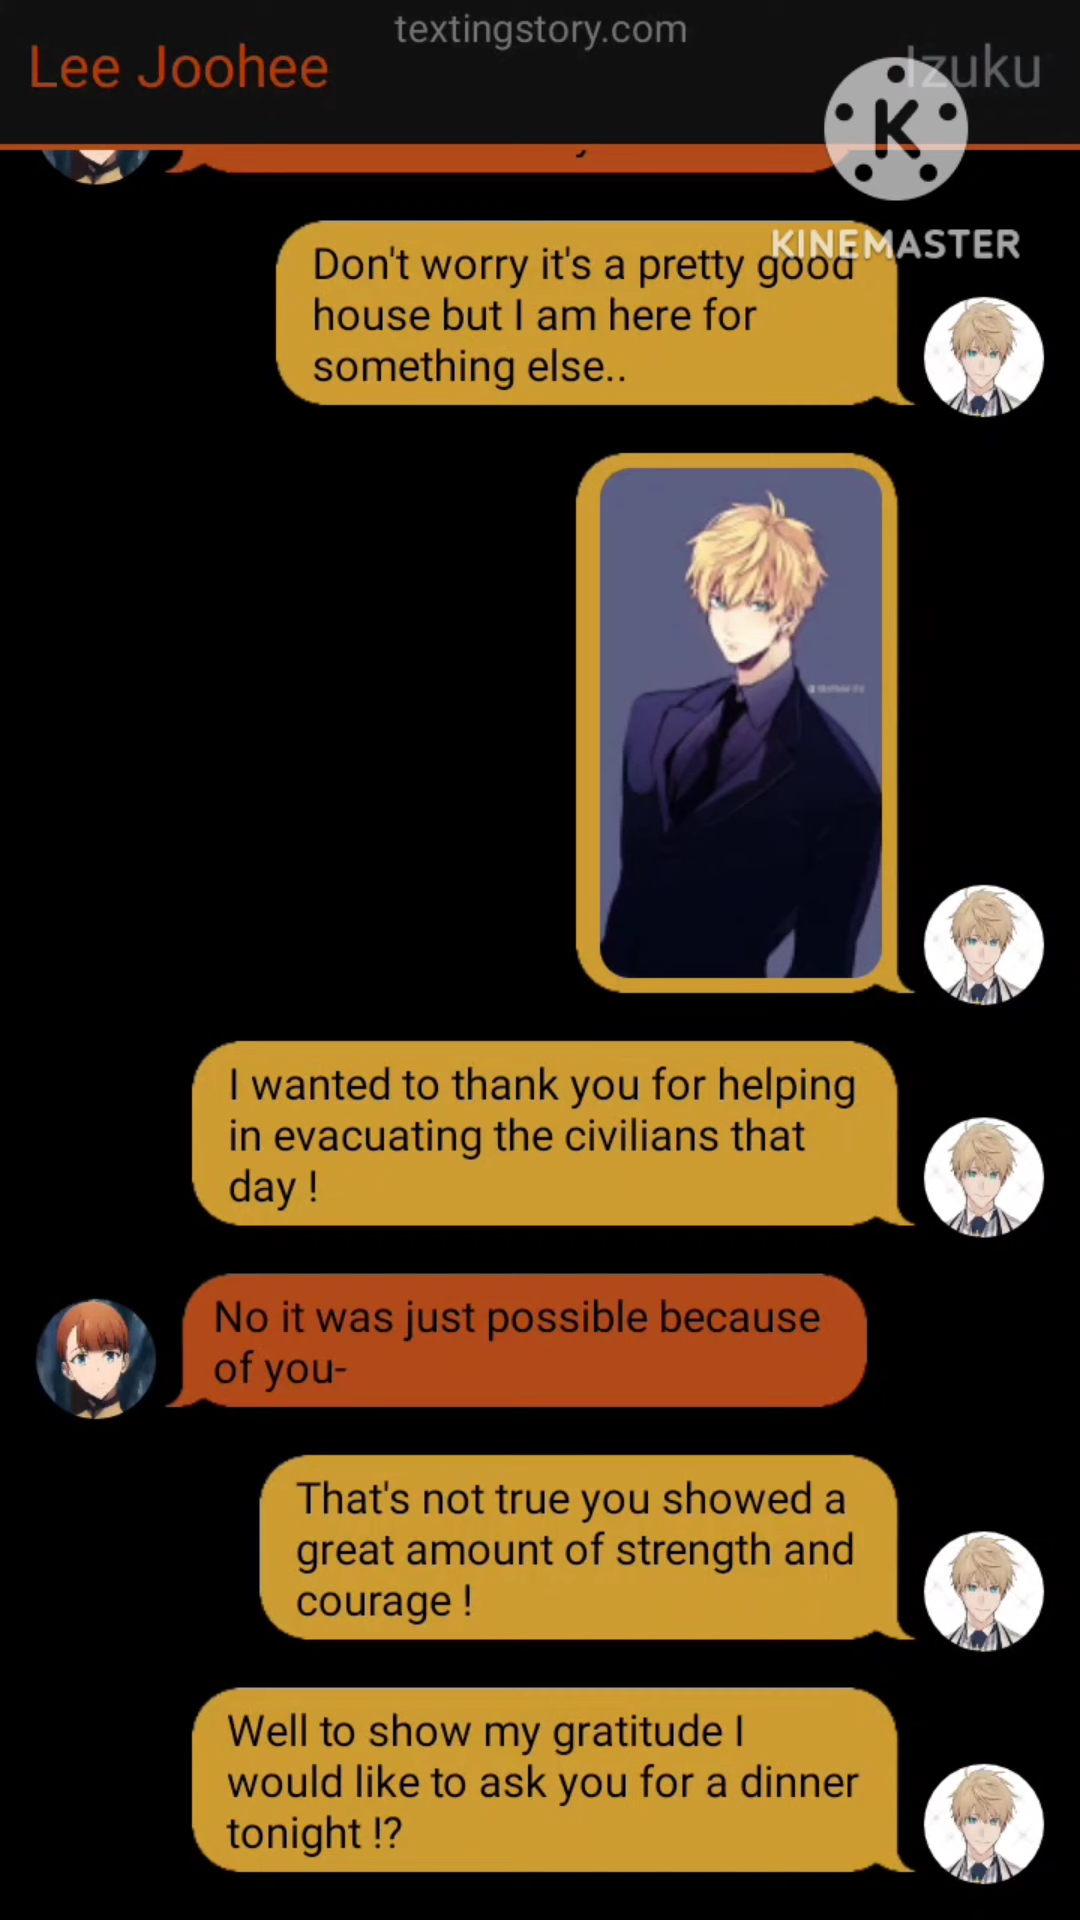 textingstory.com
Lee Joohee
Izuku
K
KINEMASTER
Don't worry it's a pretty good
house but I am here for
something else..
I wanted to thank you for helping
in evacuating the civilians that
day !
No it was just possible because
of you-
That's not true you showed a
great amount of strength and
courage !
Well to show my gratitude I
would like to ask you for a dinner
tonight !?